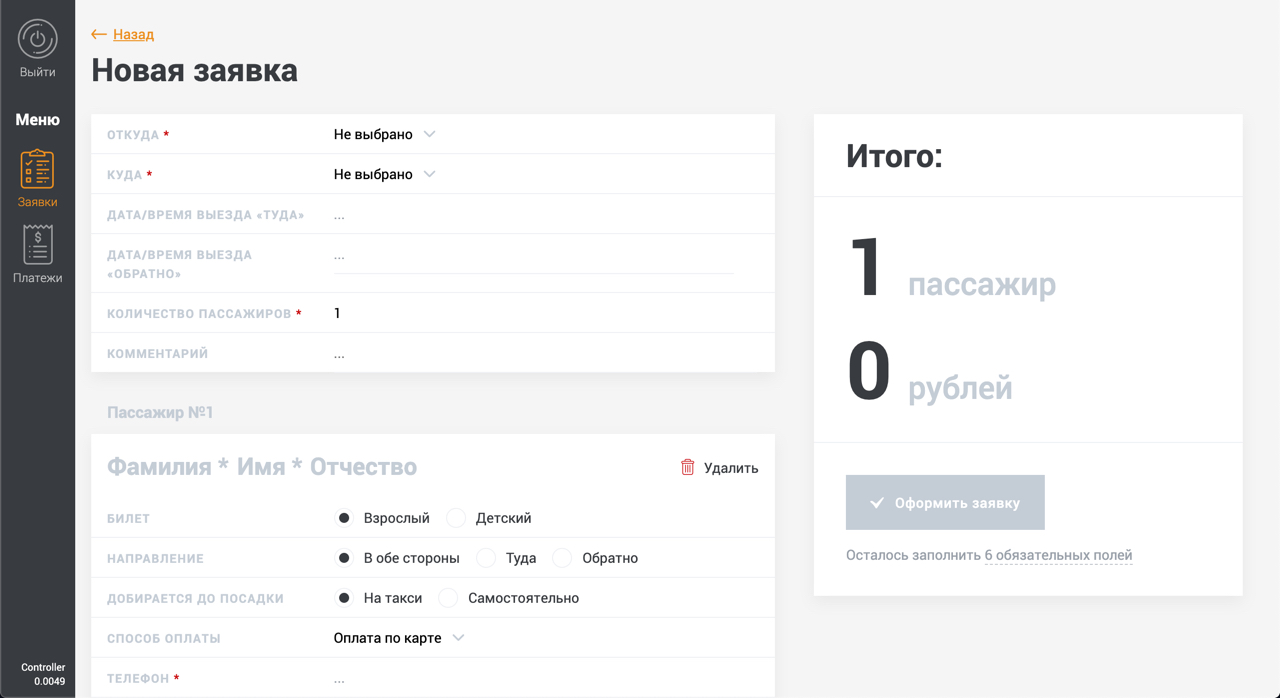 Выйти
Меню
Заявки
Платежи
Controller
0.0049
Назад
Новая заявка
ОТКУДА * Не выбрано
КУДА * Не выбрано
ДАТА/ВРЕМЯ ВЫЕЗДА «ТУДА» ...
ДАТА/ВРЕМЯ ВЫЕЗДА ...
«ОБРАТНО»
КОЛИЧЕСТВО ПАССАЖИРОВ * 1
КОММЕНТАРИЙ ...
Пассажир №1
Фамилия * Имя * Отчество Удалить
БИЛЕТ Взрослый Детский
НАПРАВЛЕНИЕ В обе стороны Туда Обратно
ДОБИРАЕТСЯ ДО ПОСАДКИ На такси Самостоятельно
СПОСОБ ОПЛАТЫ Оплата по карте
ТЕЛЕФОН * ...
Итого:
1 пассажир
0 рублей
Оформить заявку
Осталось заполнить 6 обязательных полей